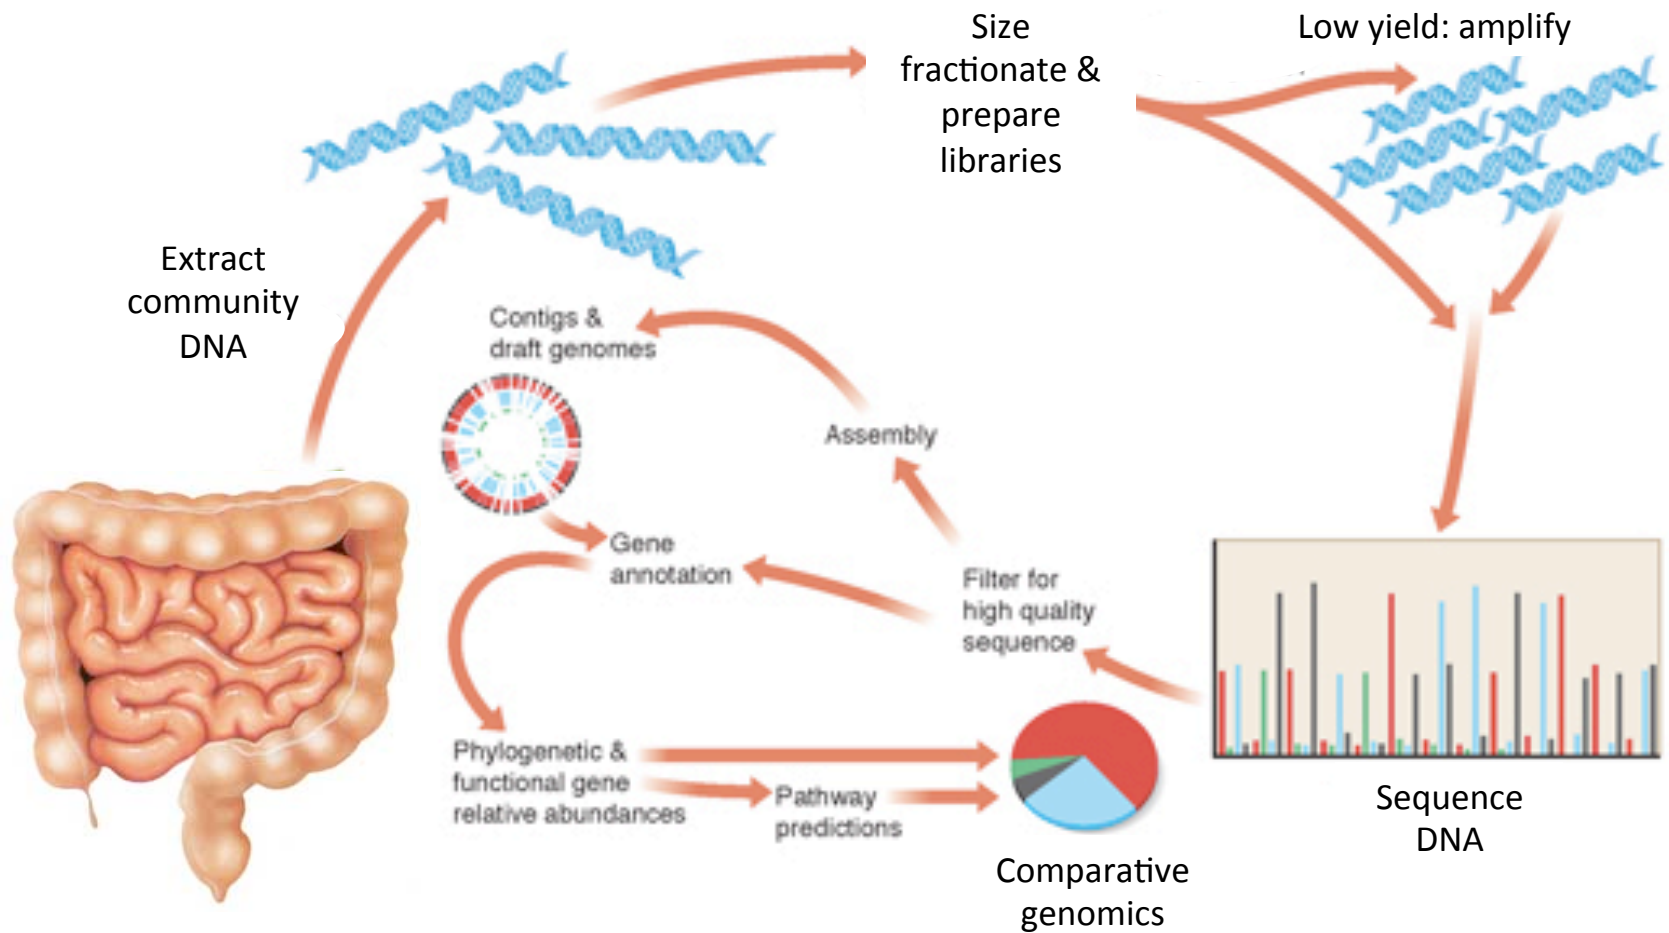 Size
fractionate &
prepare
libraries
Low yield: amplify
Extract
community
DNA
Contigs &
draft genomes
Assembly
Gene
annotation
Filter for
high quality
sequence
Phylogenetic &
functional gene
relative abundances
Pathway
predictions
Comparative
genomics
Sequence
DNA